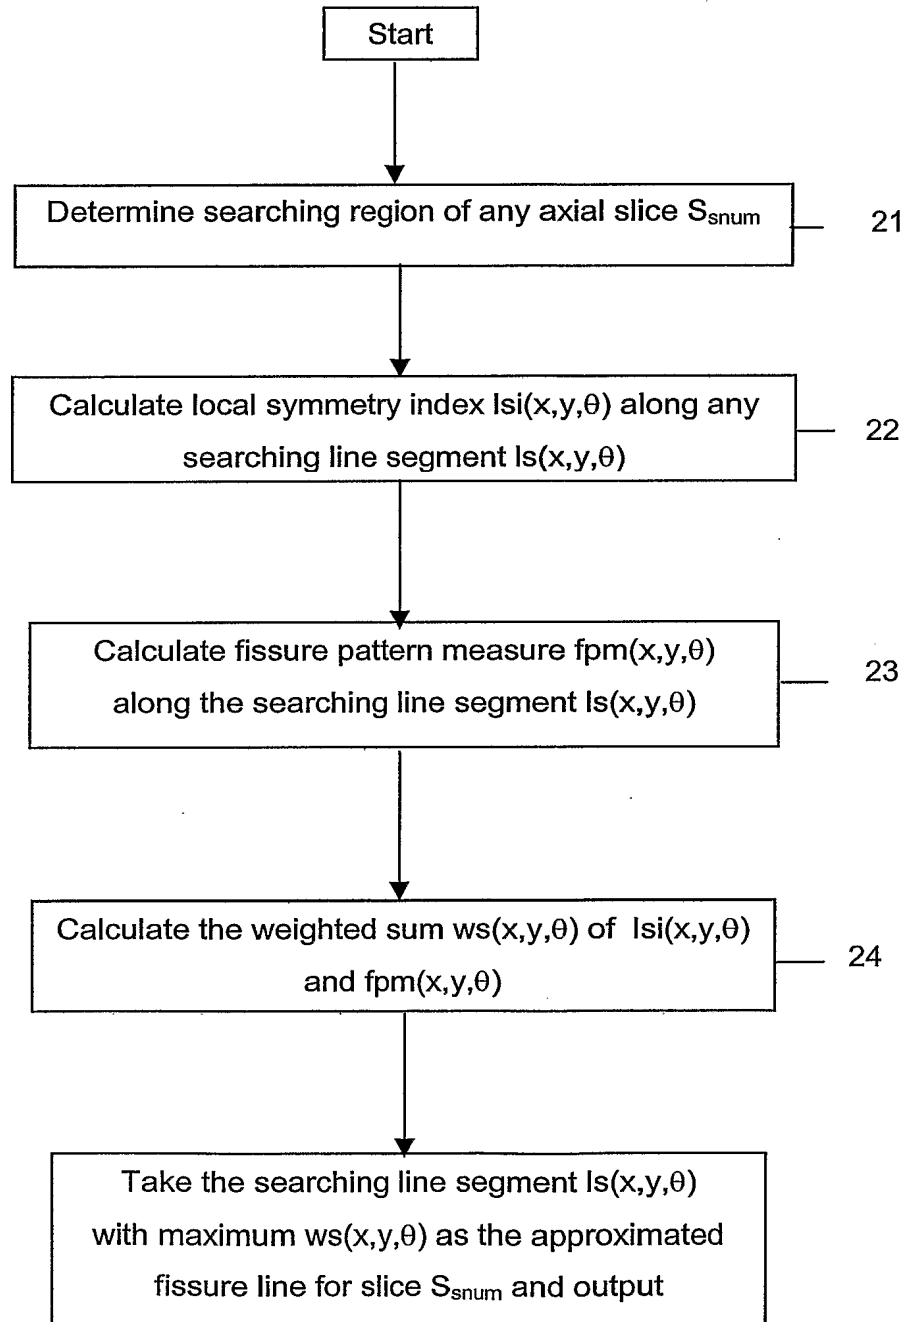 Start
Determine searching region of any axial slice Ssnum
21
Calculate local symmetry index lsi(x,y,θ) along any
searching line segment ls(x,y,θ)
22
Calculate fissure pattern measure fpm(x,y,θ)
along the searching line segment ls(x,y,θ)
23
Calculate the weighted sum ws(x,y,θ) of lsi(x,y,θ)
and fpm(x,y,θ)
24
Take the searching line segment ls(x,y,θ)
with maximum ws(x,y,θ) as the approximated
fissure line for slice Ssnum and output